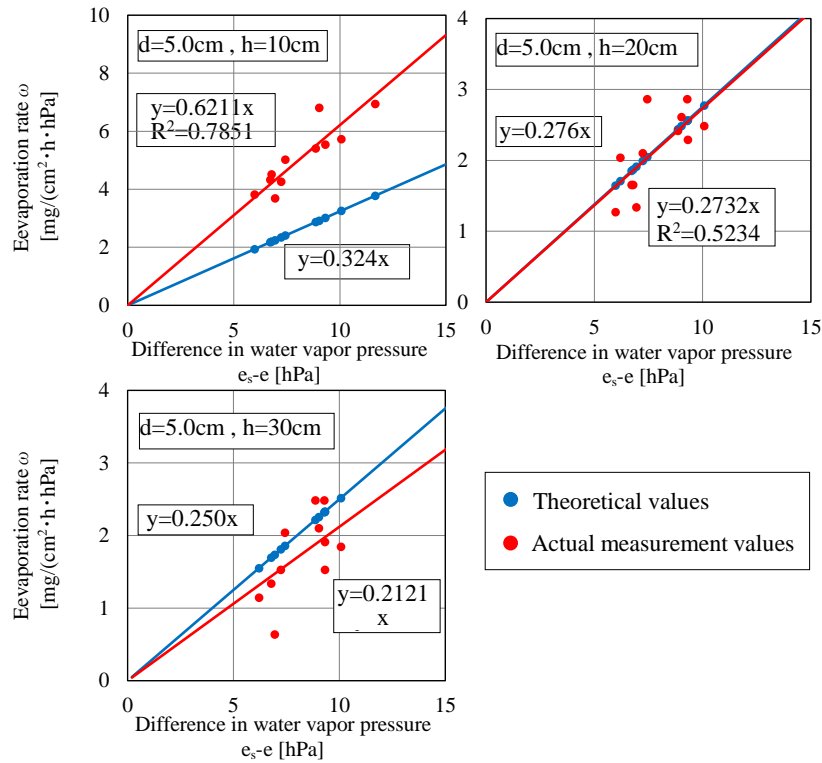 10
8
6
4
2
0
0
5
10
15
d=5.0cm , h=10cm
y=0.6211x
R²=0.7851
y=0.324x
Eevaporation rate ω
[mg/(cm²・h・hPa]
Difference in water vapor pressure
eₛ-e [hPa]
4
3
2
1
0
0
5
10
15
d=5.0cm , h=20cm
y=0.276x
y=0.2732x
R²=0.5234
Difference in water vapor pressure
eₛ-e [hPa]
4
3
2
1
0
0
5
10
15
d=5.0cm , h=30cm
y=0.250x
y=0.2121
x
Eevaporation rate ω
[mg/(cm²・h・hPa]
Difference in water vapor pressure
eₛ-e [hPa]
Theoretical values
Actual measurement values